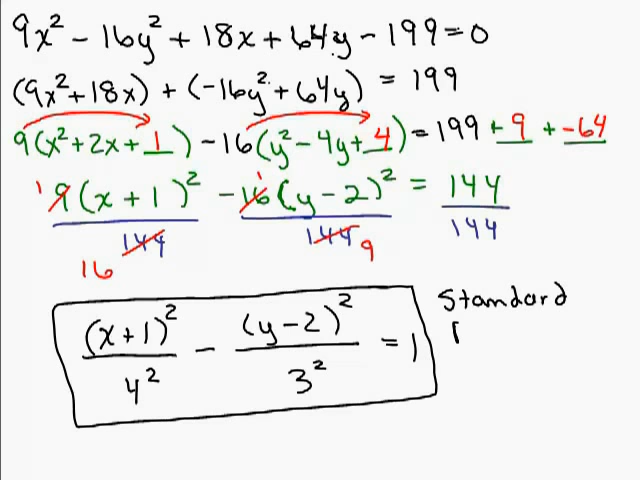 9x² - 16y² + 18x + 64y - 199 = 0
(9x² + 18x) + (-16y² + 64y) = 199
9(x² + 2x + 1) - 16(y² - 4y + 4) = 199 + 9 + -64
1 9(x + 1)² - 1 16(y - 2)² = 144
144 144 144
16 9
(x + 1)² - (y - 2)² = 1 Standard
4² 3²